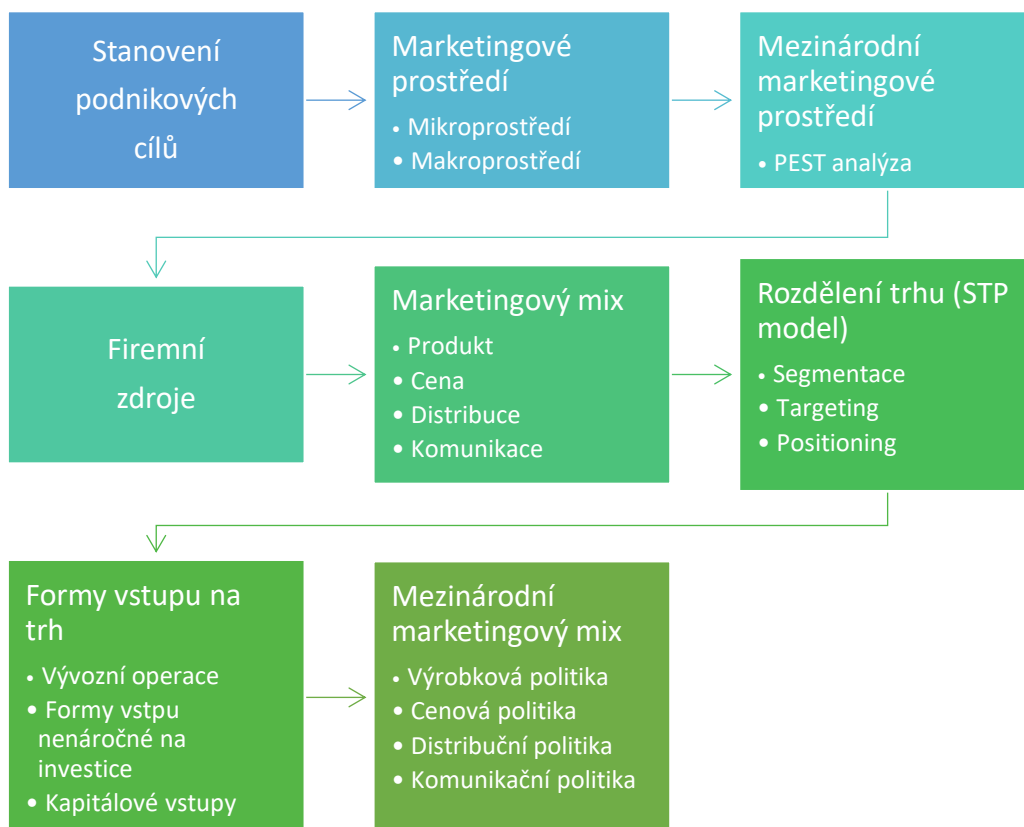 Stanovení
podnikových
cílů
Marketingové
prostředí
• Mikroprostředí
• Makroprostředí
Mezinárodní
marketingové
prostředí
• PEST analýza
Firemní
zdroje
Marketingový mix
• Produkt
• Cena
• Distribuce
• Komunikace
Rozdělení trhu (STP
model)
• Segmentace
• Targeting
• Positioning
Formy vstupu na
trh
• Vývozní operace
• Formy vstpu
nenáročné na
investice
• Kapitálové vstupy
Mezinárodní
marketingový mix
• Výrobková politika
• Cenová politika
• Distribuční politika
• Komunikační politika